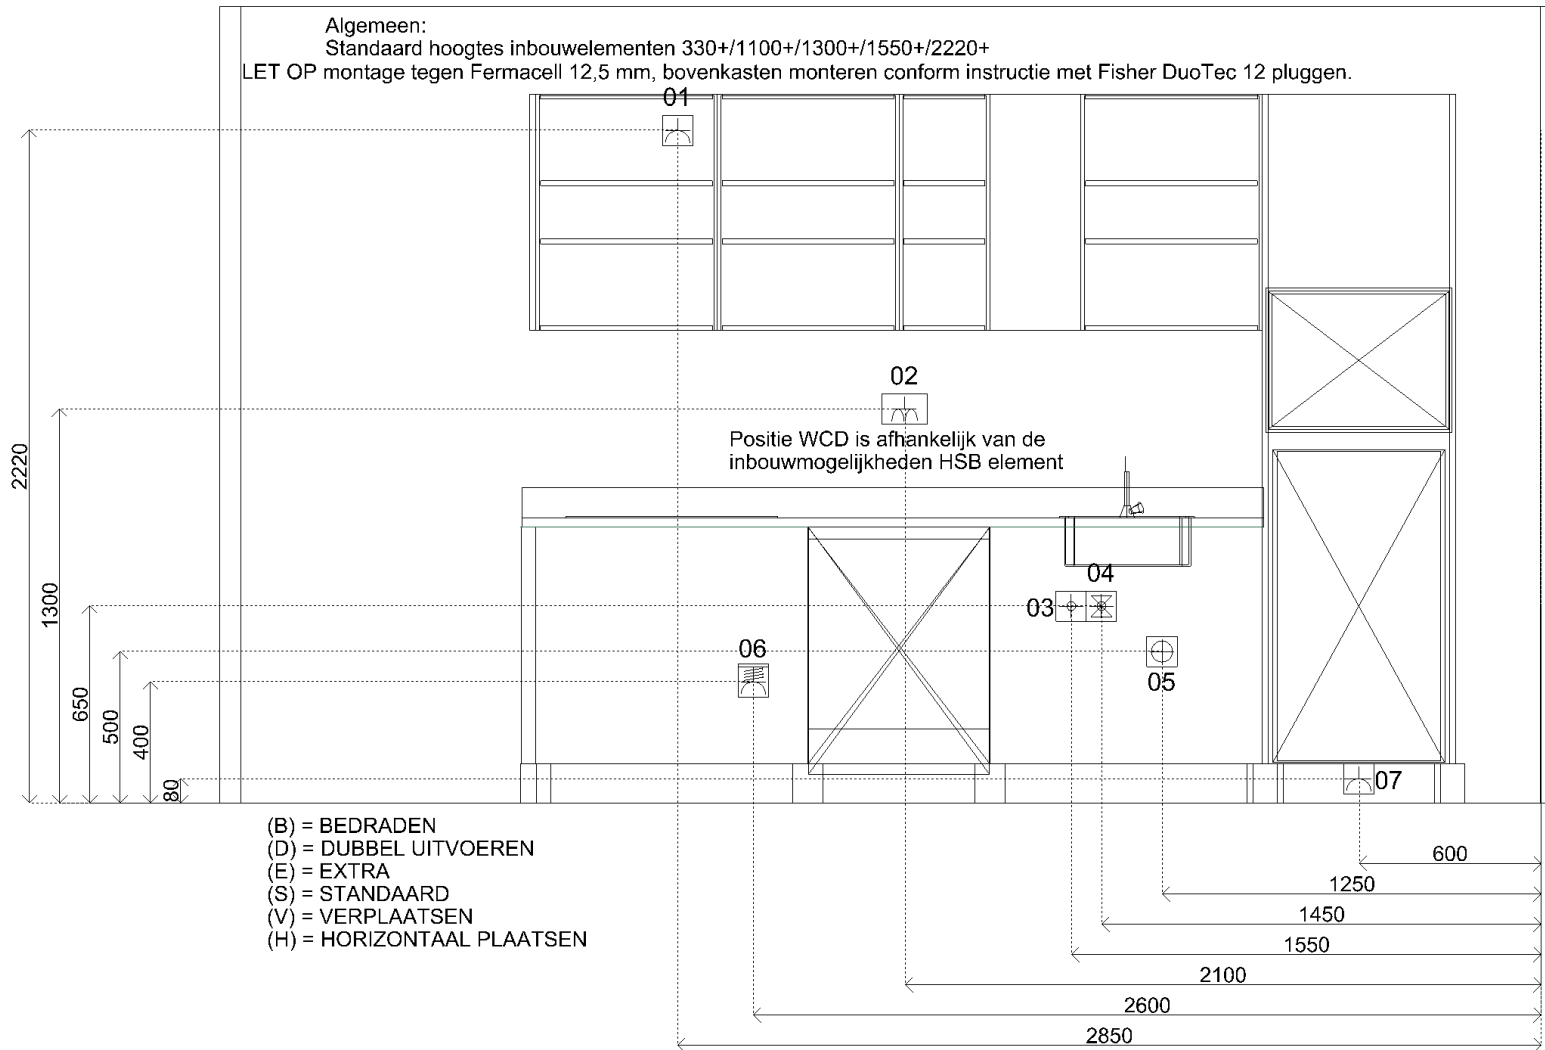 Algemeen:
Standaard hoogtes inbouwelementen 330+/1100+/1300+/1550+/2220+
LET OP montage tegen Fermacell 12,5 mm, bovenkasten monteren conform instructie met Fisher DuoTec 12 pluggen.
01
02
Positie WCD is afhankelijk van de
inbouwmogelijkheden HSB element
2220
1300
650
500
400
80
04
03
06
05
07
(B) = BEDRADEN
(D) = DUBBEL UITVOEREN
(E) = EXTRA
(S) = STANDAARD
(V) = VERPLAATSEN
(H) = HORIZONTAAL PLAATSEN
600
1250
1450
1550
2100
2600
2850